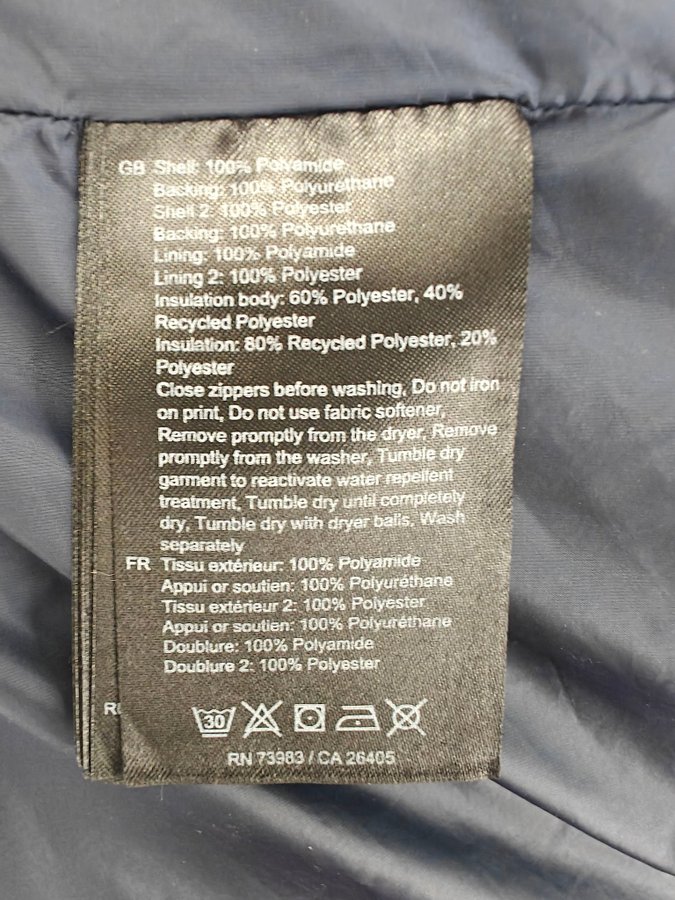 GB Shell: 100% Polyamide
Backing: 100% Polyurethane
Shell 2: 100% Polyester
Backing: 100% Polyurethane
Lining: 100% Polyamide
Lining 2: 100% Polyester
Insulation body: 60% Polyester, 40%
Recycled Polyester
Insulation: 80% Recycled Polyester, 20%
Polyester
Close zippers before washing, Do not iron
on print, Do not use fabric softener,
Remove promptly from the dryer, Remove
promptly from the washer, Tumble dry
garment to reactivate water repellent
treatment, Tumble dry until completely
dry, Tumble dry with dryer balls, Wash
separately
FR Tissu extérieur: 100% Polyamide
Appui or soutien: 100% Polyuréthane
Tissu extérieur 2: 100% Polyester
Appui or soutien: 100% Polyuréthane
Doublure: 100% Polyamide
Doublure 2: 100% Polyester
30
RN 73983 / CA 26405